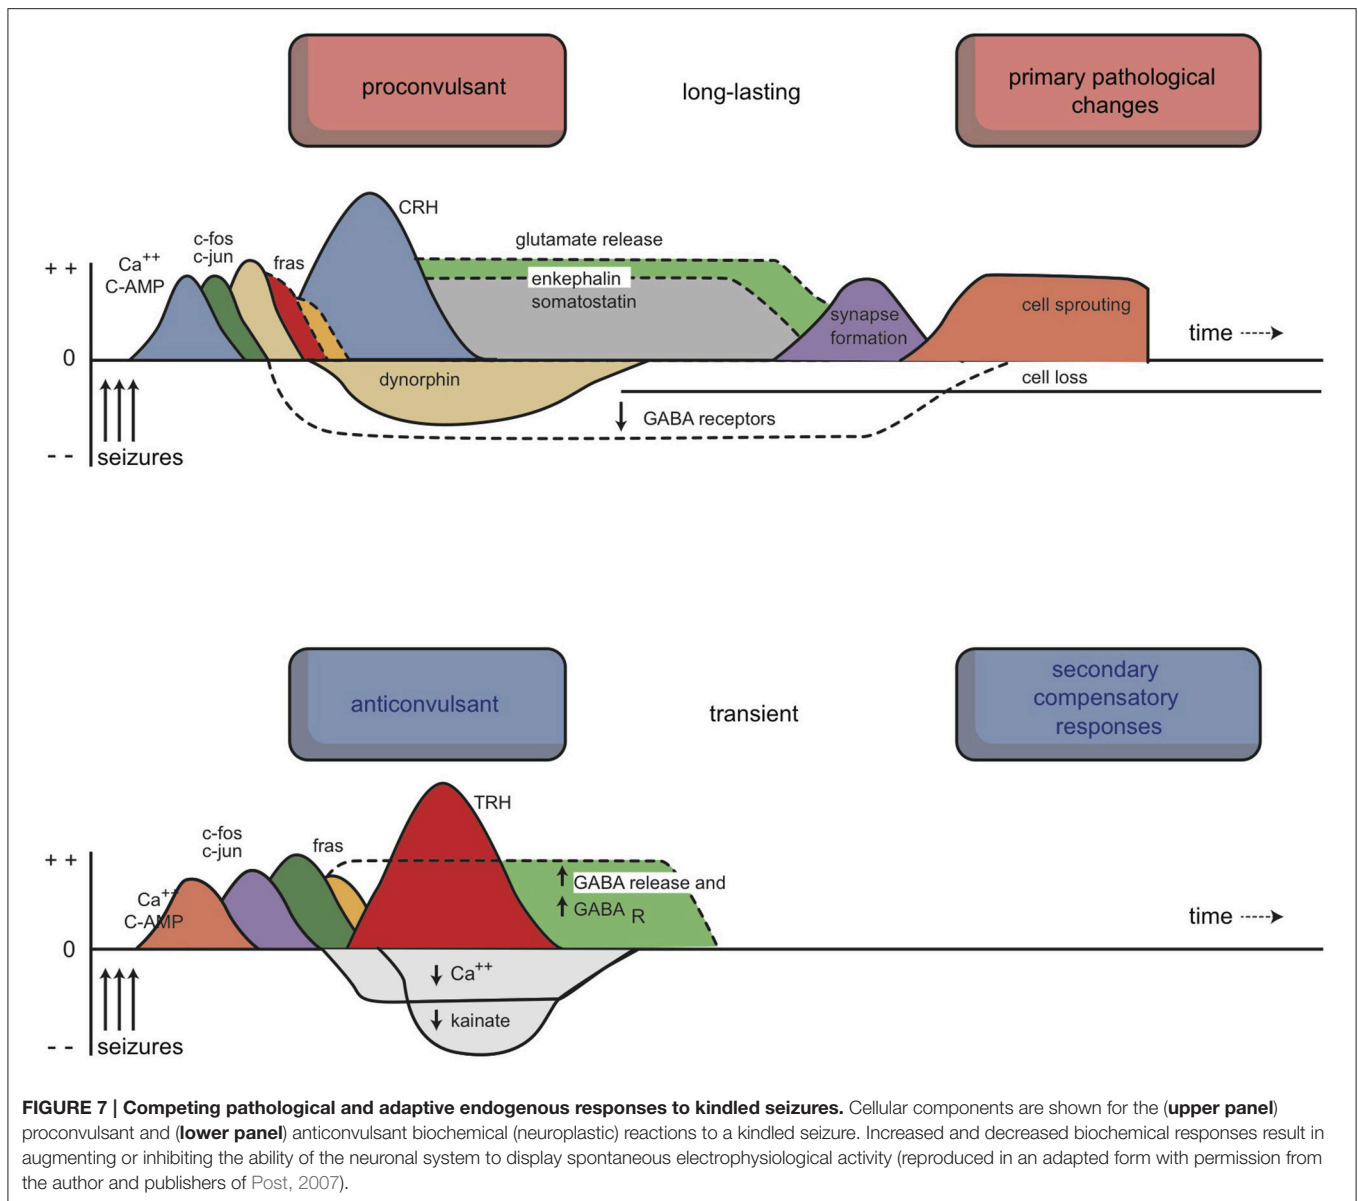 proconvulsant
long-lasting
primary pathological
changes
CRH
c-fos
c-jun
Ca++
C-AMP
fras
glutamate release
enkephalin
somatostatin
synapse
formation
cell sprouting
time
+ +
0
dynorphin
cell loss
GABA receptors
- -
seizures
anticonvulsant
transient
secondary
compensatory
responses
TRH
c-fos
c-jun
fras
+ +
Ca++
C-AMP
GABA release and
GABA R
time
0
Ca++
kainate
- -
seizures
FIGURE 7 | Competing pathological and adaptive endogenous responses to kindled seizures. Cellular components are shown for the (upper panel)
proconvulsant and (lower panel) anticonvulsant biochemical (neuroplastic) reactions to a kindled seizure. Increased and decreased biochemical responses result in
augmenting or inhibiting the ability of the neuronal system to display spontaneous electrophysiological activity (reproduced in an adapted form with permission from
the author and publishers of Post, 2007).